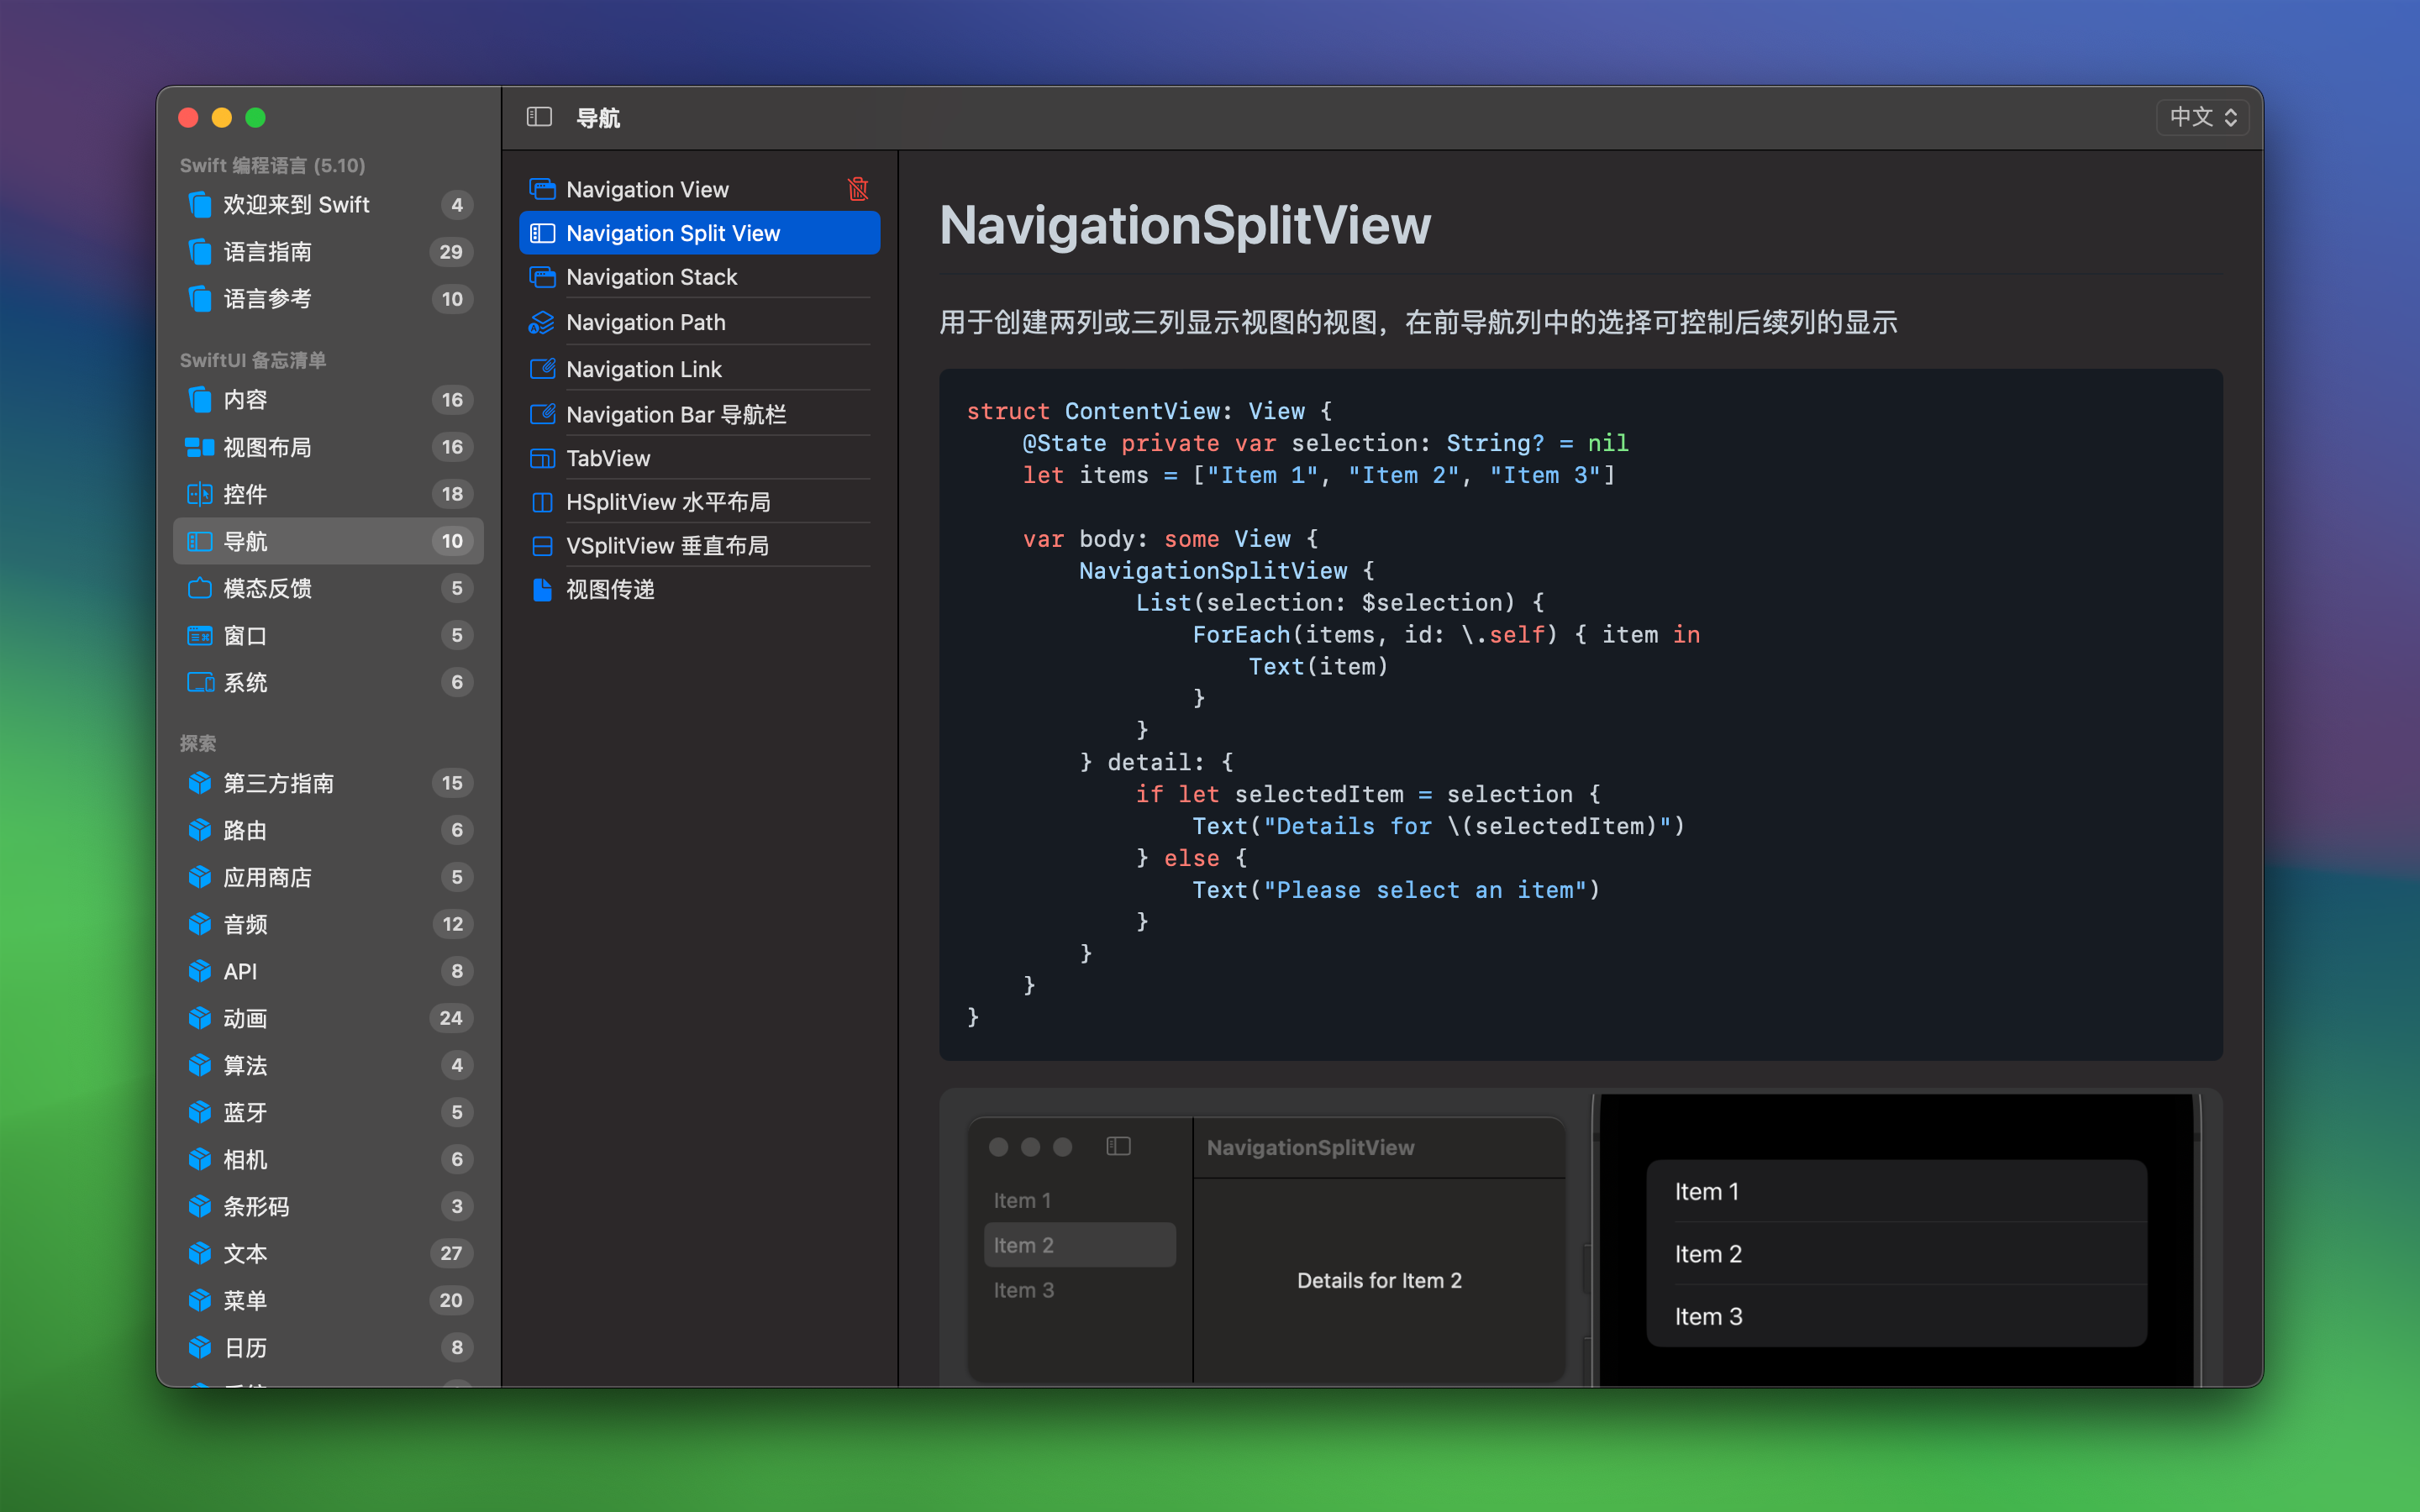 Swift 编程语言 (5.10)
欢迎来到 Swift 4
语言指南 29
语言参考 10
SwiftUI 备忘清单
内容 16
视图布局 16
控件 18
导航 10
模态反馈 5
窗口 5
系统 6
探索
第三方指南 15
路由 6
应用商店 5
音频 12
API 8
动画 24
算法 4
蓝牙 5
相机 6
条形码 3
文本 27
菜单 20
日历 8
导航
中文
Navigation View
Navigation Split View
Navigation Stack
Navigation Path
Navigation Link
Navigation Bar 导航栏
TabView
HSplitView 水平布局
VSplitView 垂直布局
视图传递
NavigationSplitView
用于创建两列或三列显示视图的视图，在前导航列中的选择可控制后续列的显示
struct ContentView: View {
    @State private var selection: String? = nil
    let items = ["Item 1", "Item 2", "Item 3"]
    var body: some View {
        NavigationSplitView {
            List(selection: $selection) {
                ForEach(items, id: \.self) { item in
                    Text(item)
                }
            }
        } detail: {
            if let selectedItem = selection {
                Text("Details for \(selectedItem)")
            } else {
                Text("Please select an item")
            }
        }
    }
}
NavigationSplitView
Item 1
Item 2
Item 3
Details for Item 2
Item 1
Item 2
Item 3